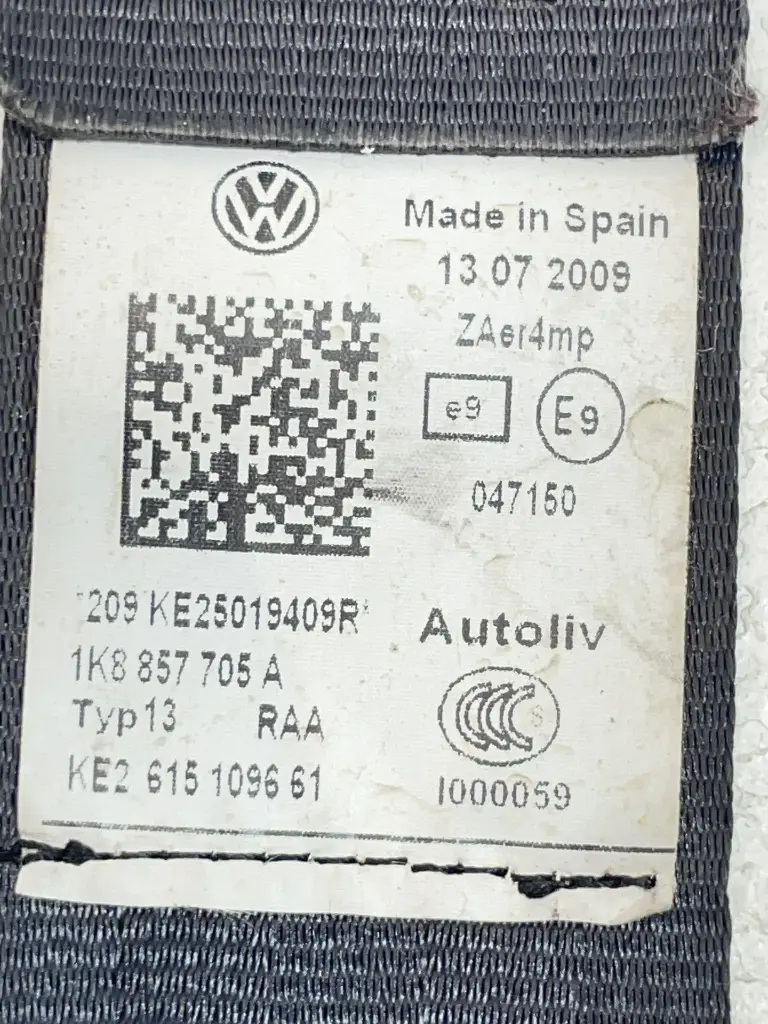 Made in Spain
13 07 2009
ZAer4mp
e9 E9
047150
*209 KE25019409R*
Autoliv
1K8 857 705 A
Typ13 RAA
KE2 615 1096 61
I000059